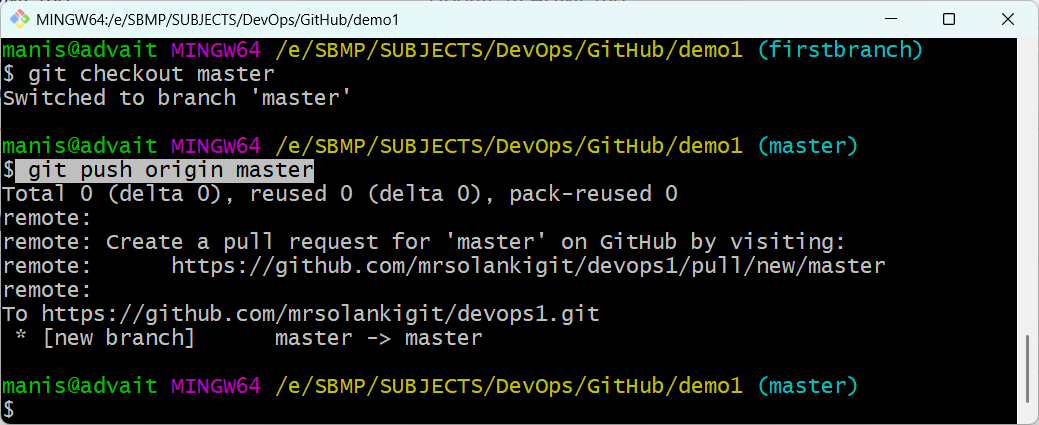 MINGW64:/e/SBMP/SUBJECTS/DevOps/GitHub/demo1
manis@advait MINGW64 /e/SBMP/SUBJECTS/DevOps/GitHub/demo1 (firstbranch)
$ git checkout master
Switched to branch 'master'
manis@advait MINGW64 /e/SBMP/SUBJECTS/DevOps/GitHub/demo1 (master)
$ git push origin master
Total 0 (delta 0), reused 0 (delta 0), pack-reused 0
remote:
remote: Create a pull request for 'master' on GitHub by visiting:
remote:      https://github.com/mrsolankigit/devops1/pull/new/master
remote:
To https://github.com/mrsolankigit/devops1.git
 * [new branch]      master -> master
manis@advait MINGW64 /e/SBMP/SUBJECTS/DevOps/GitHub/demo1 (master)
$